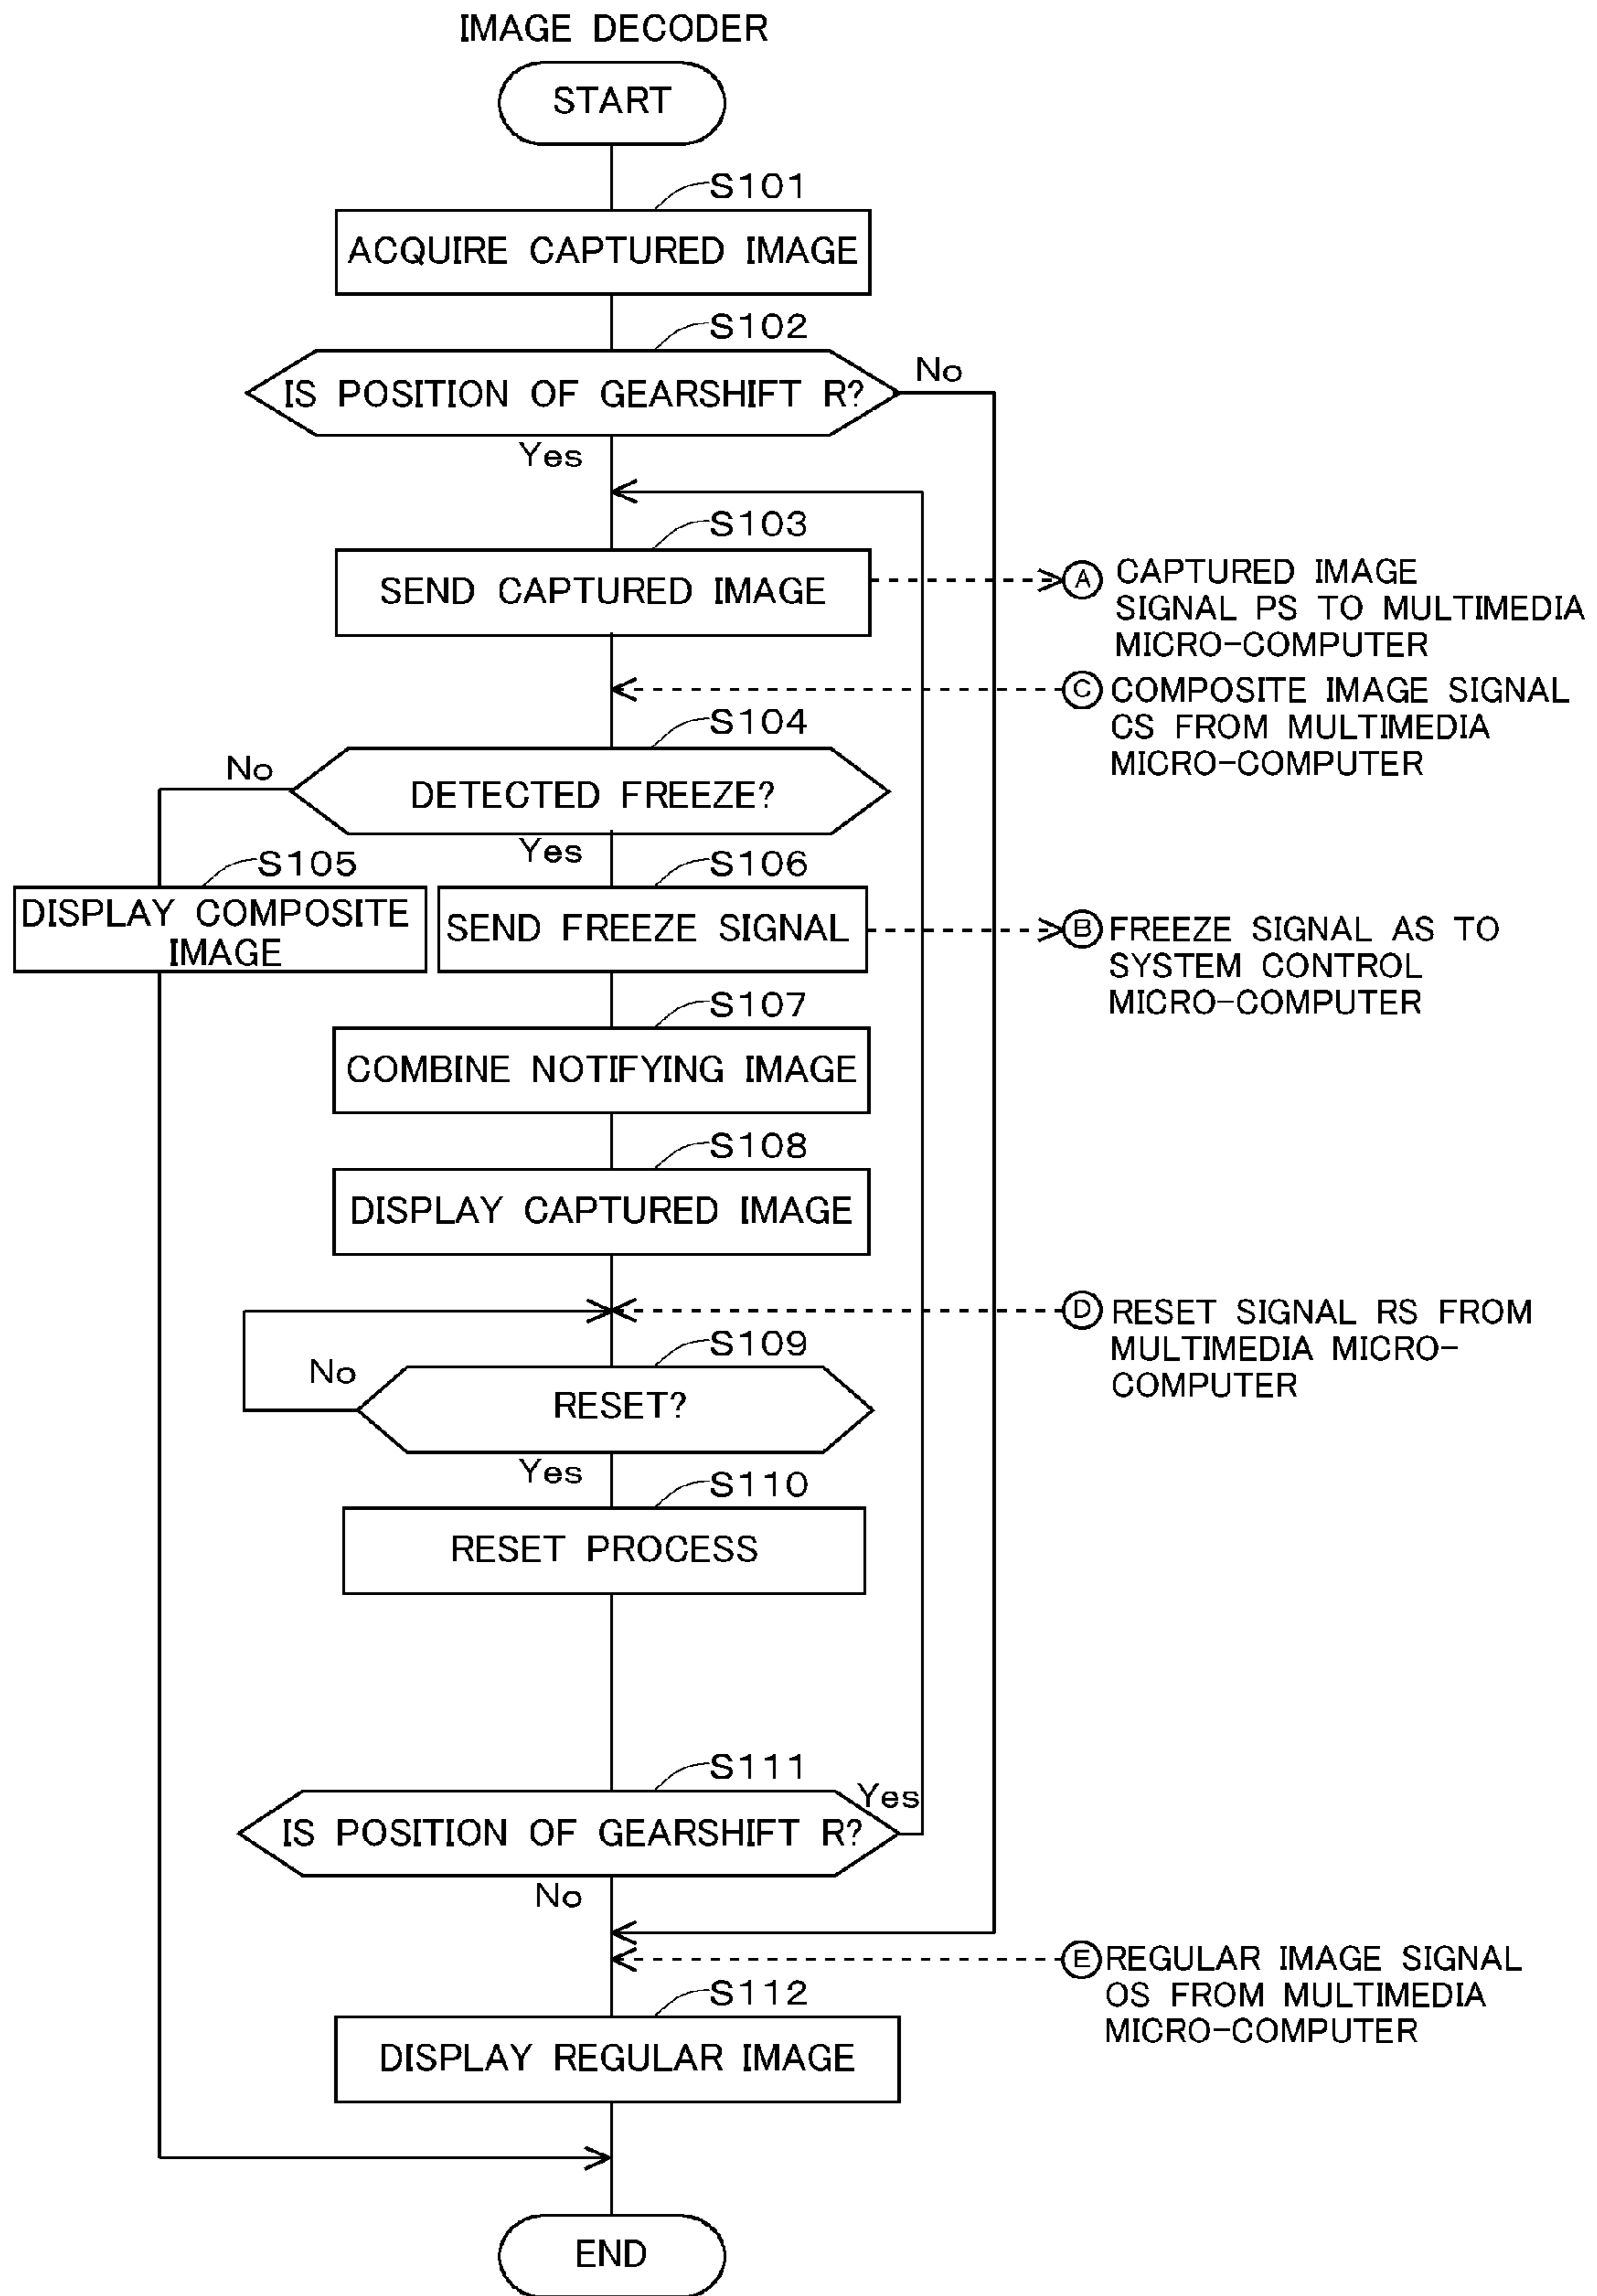 IMAGE DECODER
START
S101
ACQUIRE CAPTURED IMAGE
S102
IS POSITION OF GEARSHIFT R?
No
Yes
S103
SEND CAPTURED IMAGE
A
CAPTURED IMAGE
SIGNAL PS TO MULTIMEDIA
MICRO-COMPUTER
C
COMPOSITE IMAGE SIGNAL
CS FROM MULTIMEDIA
MICRO-COMPUTER
S104
DETECTED FREEZE?
No
Yes
S105
DISPLAY COMPOSITE
IMAGE
S106
SEND FREEZE SIGNAL
B
FREEZE SIGNAL AS TO
SYSTEM CONTROL
MICRO-COMPUTER
S107
COMBINE NOTIFYING IMAGE
S108
DISPLAY CAPTURED IMAGE
D
RESET SIGNAL RS FROM
MULTIMEDIA MICRO-
COMPUTER
S109
RESET?
No
Yes
S110
RESET PROCESS
S111
IS POSITION OF GEARSHIFT R?
Yes
No
E
REGULAR IMAGE SIGNAL
OS FROM MULTIMEDIA
MICRO-COMPUTER
S112
DISPLAY REGULAR IMAGE
END